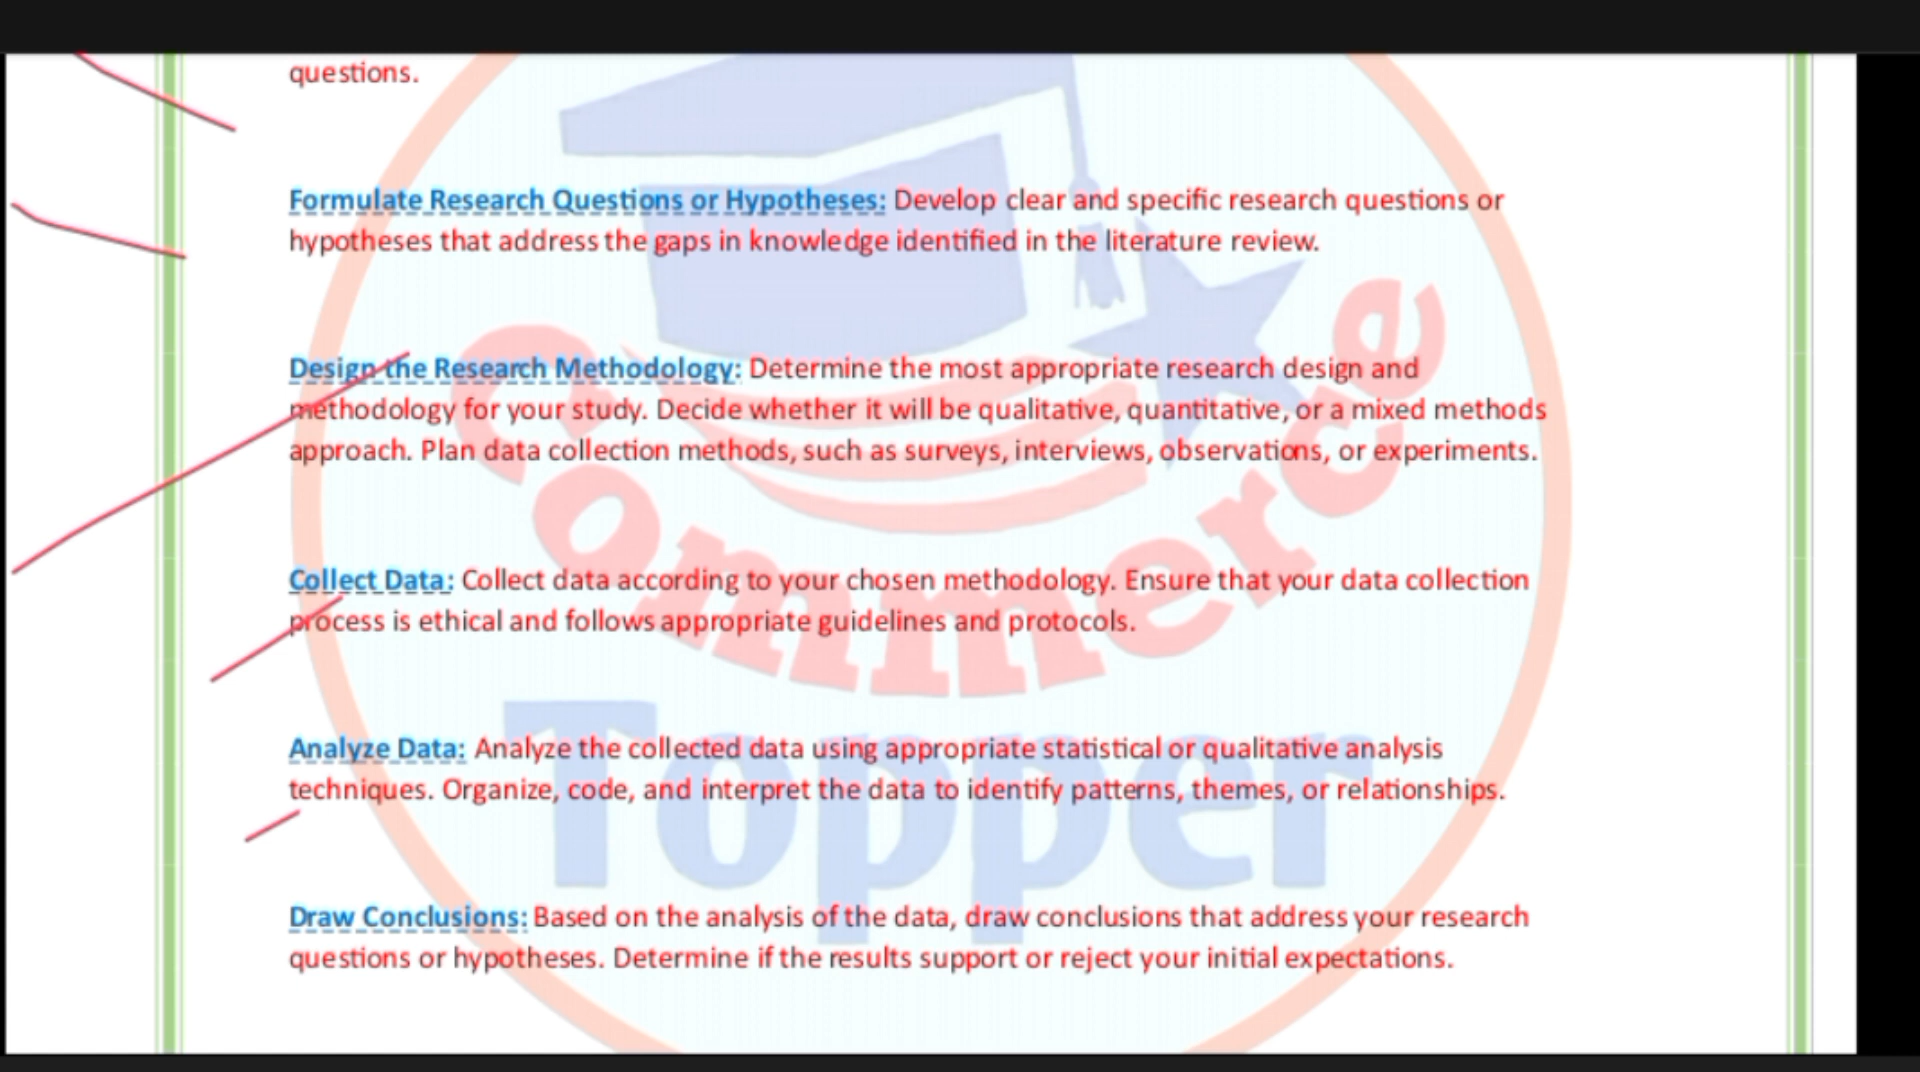 questions.
Formulate Research Questions or Hypotheses: Develop clear and specific research questions or
hypotheses that address the gaps in knowledge identified in the literature review.
Design the Research Methodology: Determine the most appropriate research design and
methodology for your study. Decide whether it will be qualitative, quantitative, or a mixed methods
approach. Plan data collection methods, such as surveys, interviews, observations, or experiments.
Collect Data: Collect data according to your chosen methodology. Ensure that your data collection
process is ethical and follows appropriate guidelines and protocols.
Analyze Data: Analyze the collected data using appropriate statistical or qualitative analysis
techniques. Organize, code, and interpret the data to identify patterns, themes, or relationships.
Draw Conclusions: Based on the analysis of the data, draw conclusions that address your research
questions or hypotheses. Determine if the results support or reject your initial expectations.
Commerce
Topper